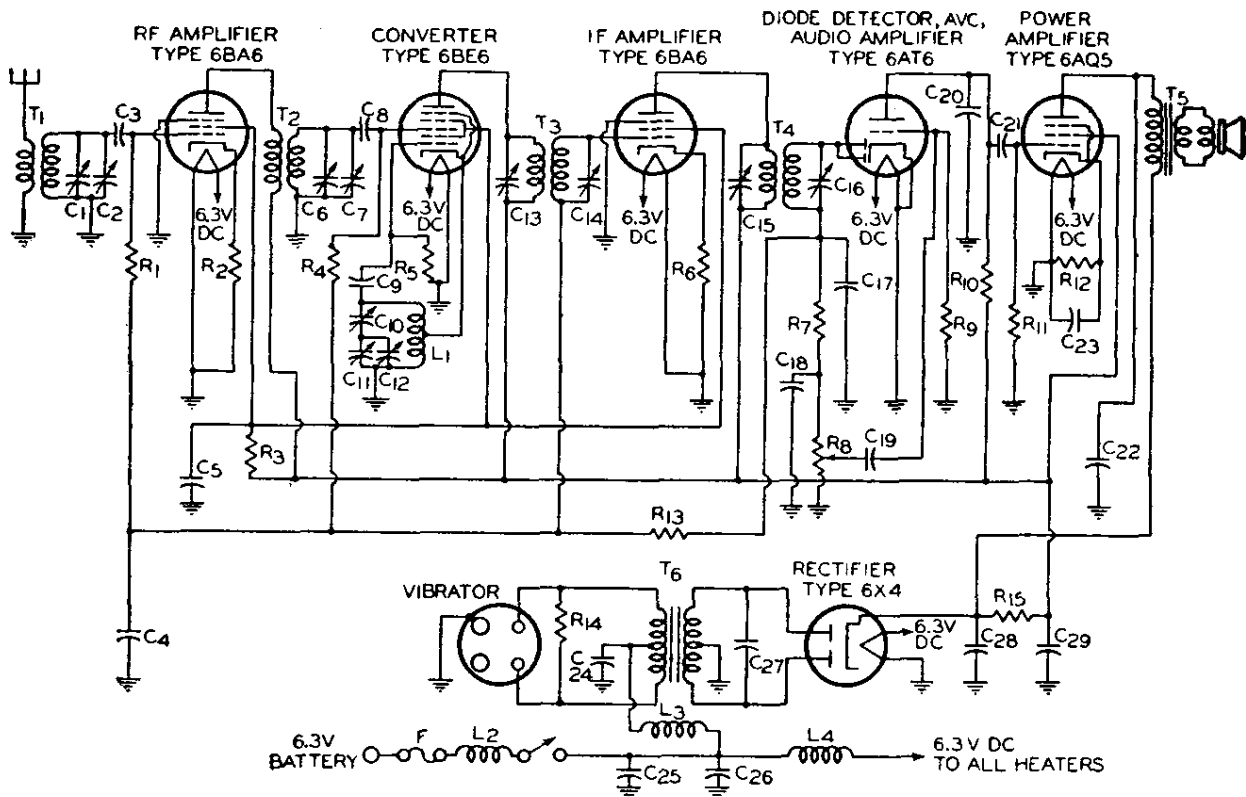 RF AMPLIFIER
TYPE 6BA6
CONVERTER
TYPE 6BE6
IF AMPLIFIER
TYPE 6BA6
DIODE DETECTOR, AVC,
AUDIO AMPLIFIER
TYPE 6AT6
POWER
AMPLIFIER
TYPE 6AQ5
T1
C3
T2
C8
T3
T4
C20
C21
T5
C1
C2
6.3V
DC
C6
C7
6.3V
DC
C13
C14
6.3V
DC
C15
C16
6.3V
DC
6.3V
DC
R1
R2
R4
R5
C9
R6
C17
R10
R12
C10
L1
R7
R9
R11
C23
C11
C12
C18
R3
C5
R8
C19
C22
R13
VIBRATOR
T6
RECTIFIER
TYPE 6X4
R14
R15
C4
C
24
C27
6.3V
DC
C28
C29
L3
6.3V
BATTERY
F
L2
L4
6.3V DC
TO ALL HEATERS
C25
C26